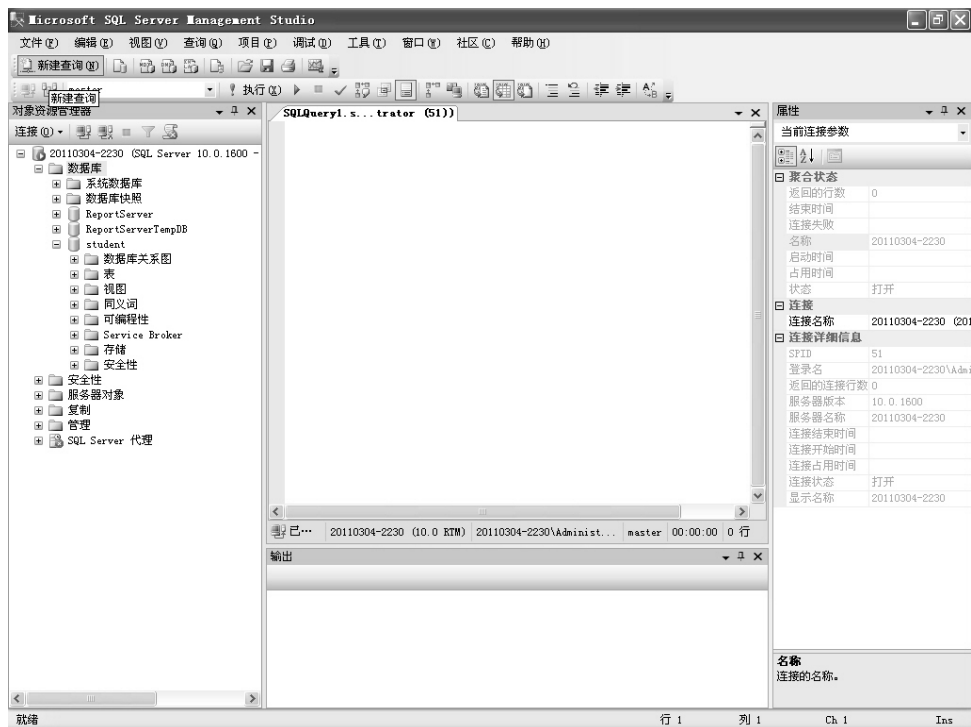 Microsoft SQL Server Management Studio
文件(F) 编辑(E) 视图(V) 查询(Q) 项目(P) 调试(D) 工具(T) 窗口(W) 社区(C) 帮助(H)
新建查询(N)
master
执行(X)
新建查询
对象资源管理器
连接(O)
20110304-2230 (SQL Server 10.0.1600 -
数据库
系统数据库
数据库快照
ReportServer
ReportServerTempDB
student
数据库关系图
表
视图
同义词
可编程性
Service Broker
存储
安全性
安全性
服务器对象
复制
管理
SQL Server 代理
SQLQuery1.s...trator (51))
已… 20110304-2230 (10.0 RTM) 20110304-2230\Administ... master 00:00:00 0 行
输出
属性
当前连接参数
聚合状态
返回的行数 0
结束时间
连接失败
名称 20110304-2230
启动时间
占用时间
状态 打开
连接
连接名称 20110304-2230 (201
连接详细信息
SPID 51
登录名 20110304-2230\Admi
返回的连接行数 0
服务器版本 10.0.1600
服务器名称 20110304-2230
连接结束时间
连接开始时间
连接占用时间
连接状态 打开
显示名称 20110304-2230
名称
连接的名称。
就绪 行 1 列 1 Ch 1 Ins